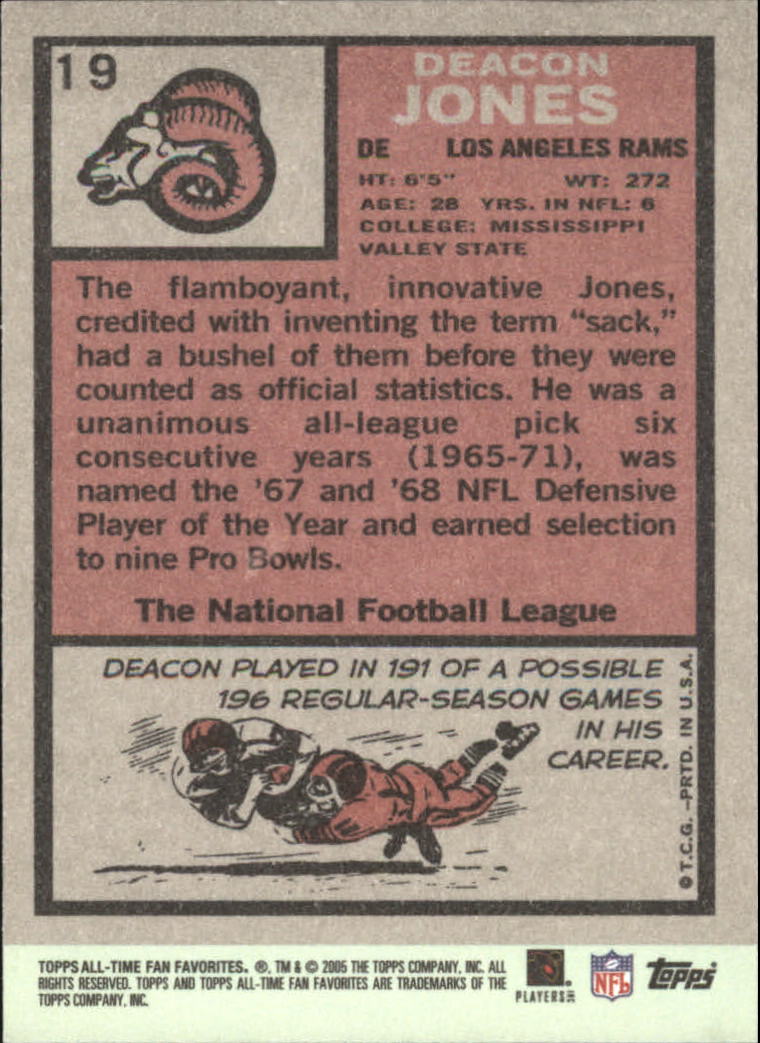 19
DEACON
JONES
DE LOS ANGELES RAMS
HT: 6'5" WT: 272
AGE: 28 YRS. IN NFL: 6
COLLEGE: MISSISSIPPI
VALLEY STATE
The flamboyant, innovative Jones,
credited with inventing the term "sack,"
had a bushel of them before they were
counted as official statistics. He was a
unanimous all-league pick six
consecutive years (1965-71), was
named the '67 and '68 NFL Defensive
Player of the Year and earned selection
to nine Pro Bowls.
The National Football League
DEACON PLAYED IN 191 OF A POSSIBLE
196 REGULAR-SEASON GAMES
IN HIS
CAREER.
© T.C.G. –PRTD. IN U.S.A.
TOPPS ALL-TIME FAN FAVORITES. ®, TM & © 2005 THE TOPPS COMPANY, INC. ALL
RIGHTS RESERVED. TOPPS AND TOPPS ALL-TIME FAN FAVORITES ARE TRADEMARKS OF THE
TOPPS COMPANY, INC.
PLAYERS INC
NFL
Topps